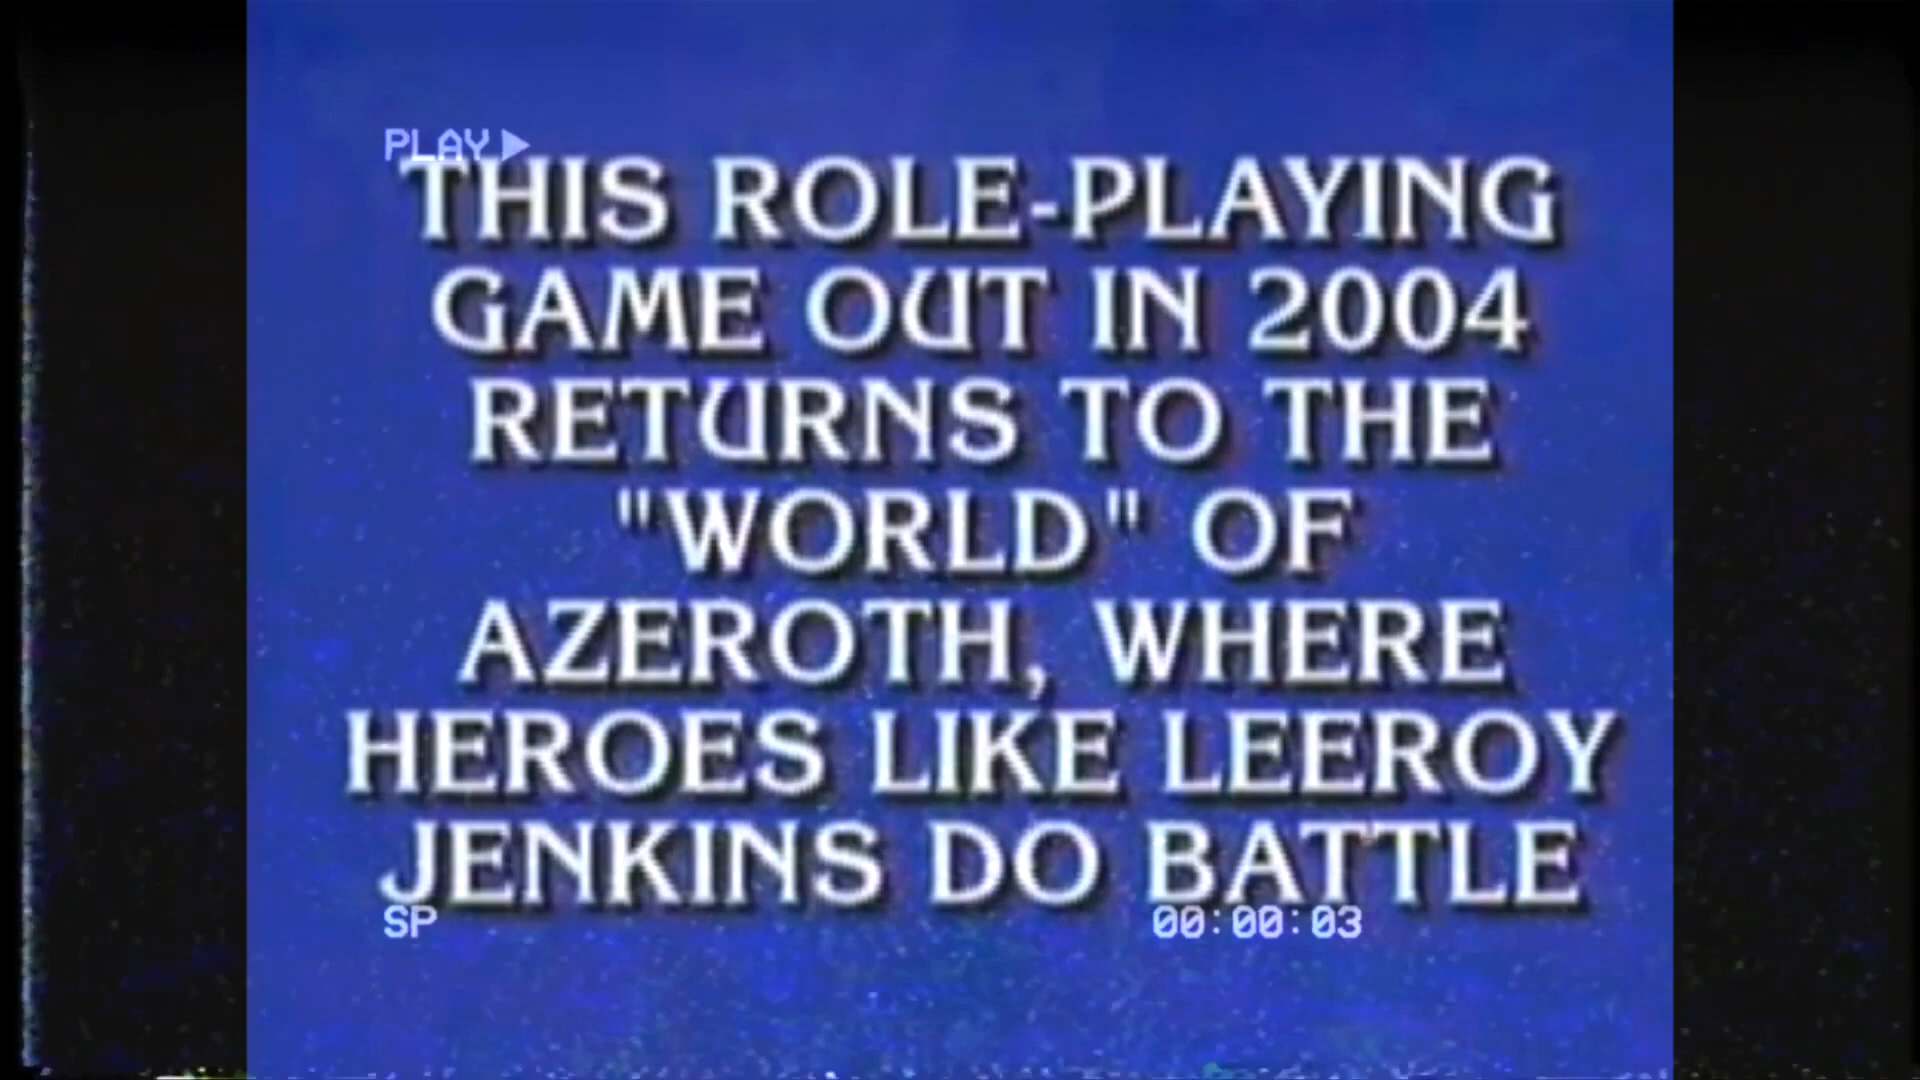 PLAY
THIS ROLE-PLAYING
GAME OUT IN 2004
RETURNS TO THE
"WORLD" OF
AZEROTH, WHERE
HEROES LIKE LEEROY
JENKINS DO BATTLE
SP 00:00:03